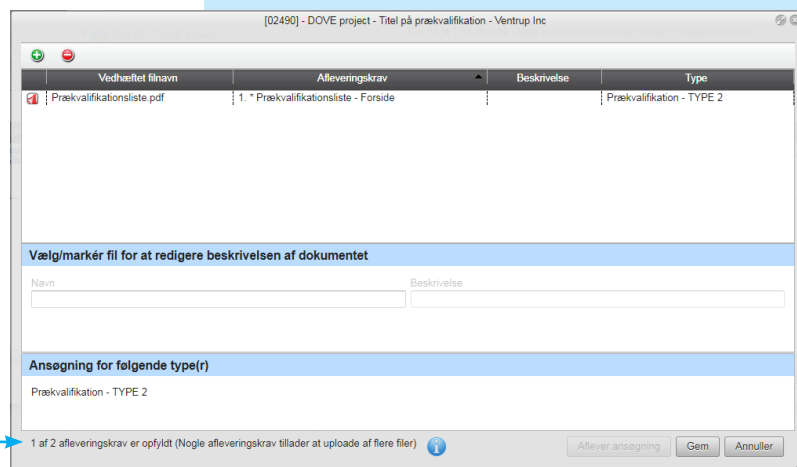 [02490] - DOVE project - Titel på prækvalifikation - Ventrup Inc
Vedhæftet filnavn Afleveringskrav Beskrivelse Type
Prækvalifikationsliste.pdf 1. * Prækvalifikationsliste - Forside Prækvalifikation - TYPE 2
Vælg/markér fil for at redigere beskrivelsen af dokumentet
Navn Beskrivelse
Ansøgning for følgende type(r)
Prækvalifikation - TYPE 2
1 af 2 afleveringskrav er opfyldt (Nogle afleveringskrav tillader at uploade af flere filer) Aflever ansøgning Gem Annuller